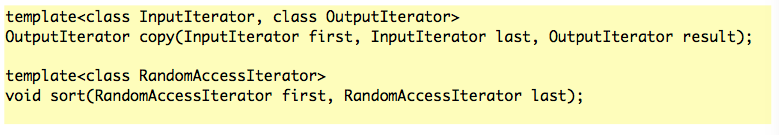 template<class InputIterator, class OutputIterator>
OutputIterator copy(InputIterator first, InputIterator last, OutputIterator result);
template<class RandomAccessIterator>
void sort(RandomAccessIterator first, RandomAccessIterator last);